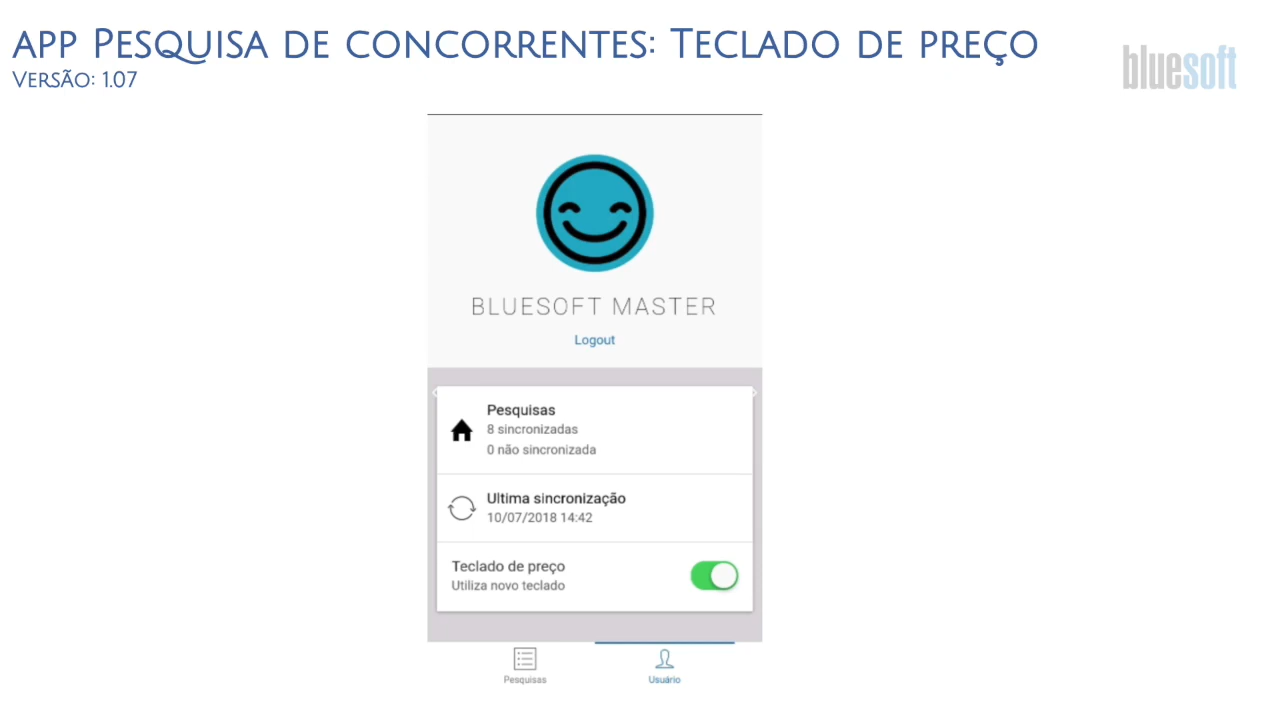 APP PESQUISA DE CONCORRENTES: TECLADO DE PREÇO
VERSÃO: 1.07
bluesoft
BLUESOFT MASTER
Logout
Pesquisas
8 sincronizadas
0 não sincronizada
Ultima sincronização
10/07/2018 14:42
Teclado de preço
Utiliza novo teclado
Pesquisas
Usuário